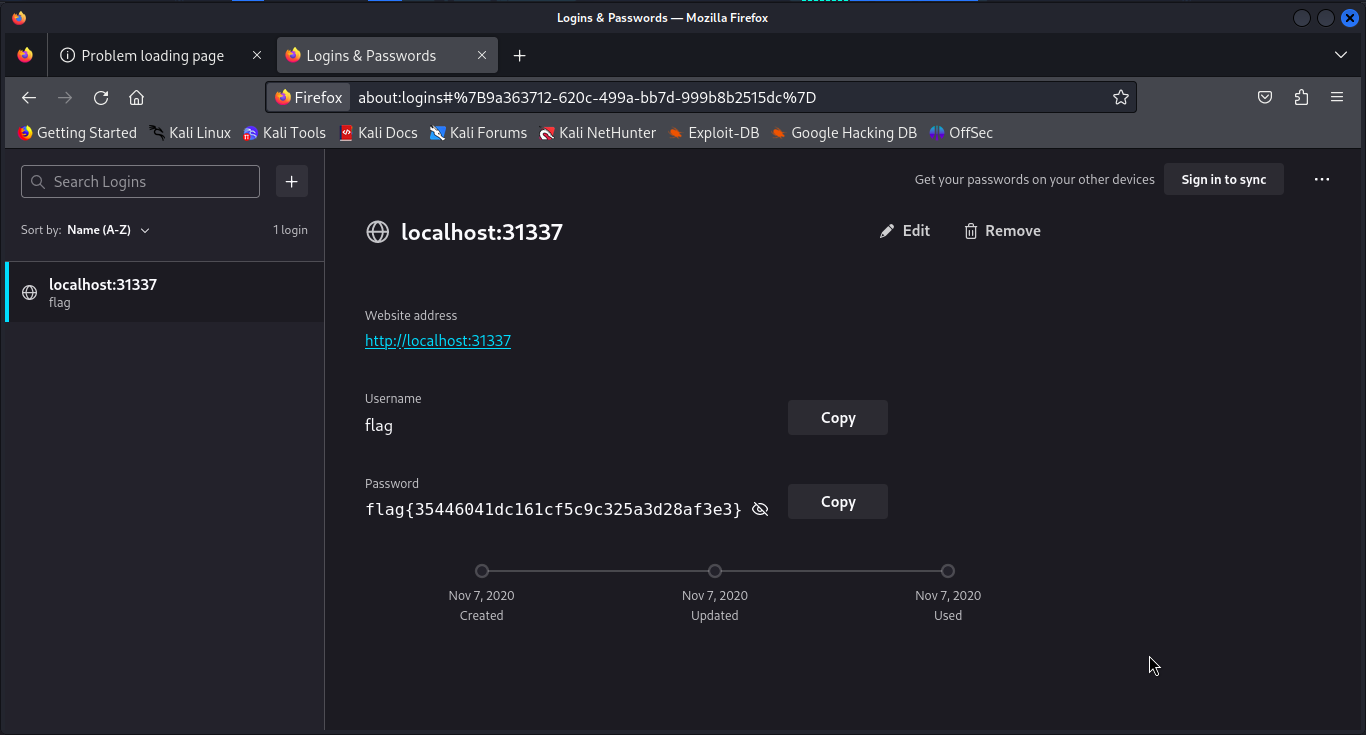 Logins & Passwords — Mozilla Firefox
Problem loading page
Logins & Passwords
Firefox about:logins#%7B9a363712-620c-499a-bb7d-999b8b2515dc%7D
Getting Started Kali Linux Kali Tools Kali Docs Kali Forums Kali NetHunter Exploit-DB Google Hacking DB OffSec
Search Logins
Get your passwords on your other devices Sign in to sync
Sort by: Name (A-Z) 1 login
localhost:31337
flag
localhost:31337
Edit Remove
Website address
http://localhost:31337
Username
flag
Copy
Password
flag{35446041dc161cf5c9c325a3d28af3e3}
Copy
Nov 7, 2020 Nov 7, 2020 Nov 7, 2020
Created Updated Used